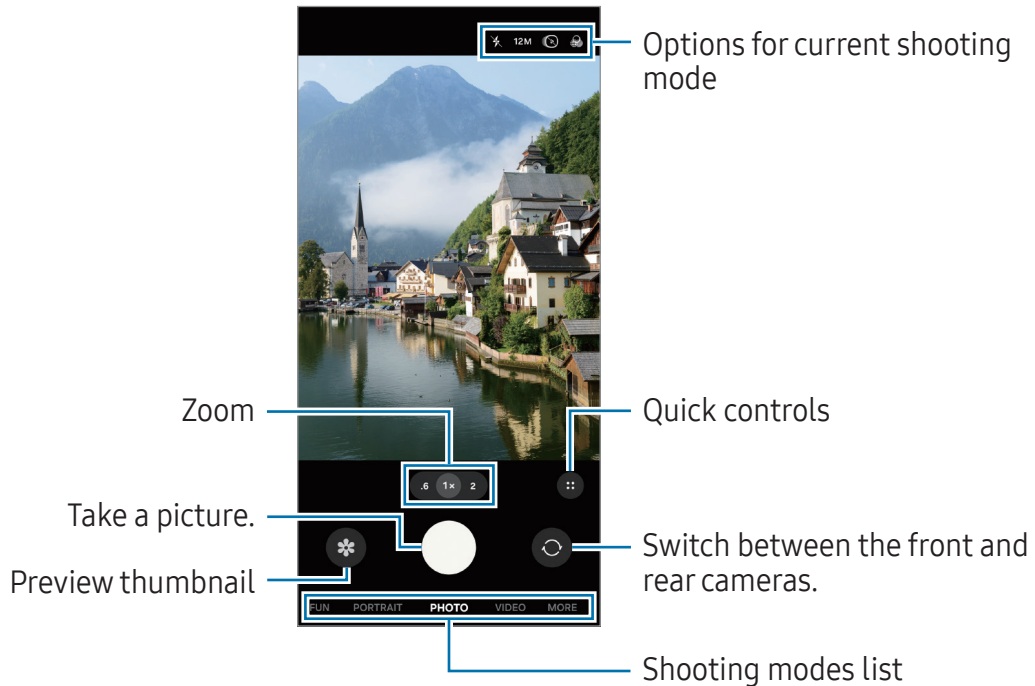 12M
Options for current shooting
mode
Zoom
Quick controls
.6 1× 2
Take a picture.
Switch between the front and
rear cameras.
Preview thumbnail
FUN PORTRAIT PHOTO VIDEO MORE
Shooting modes list